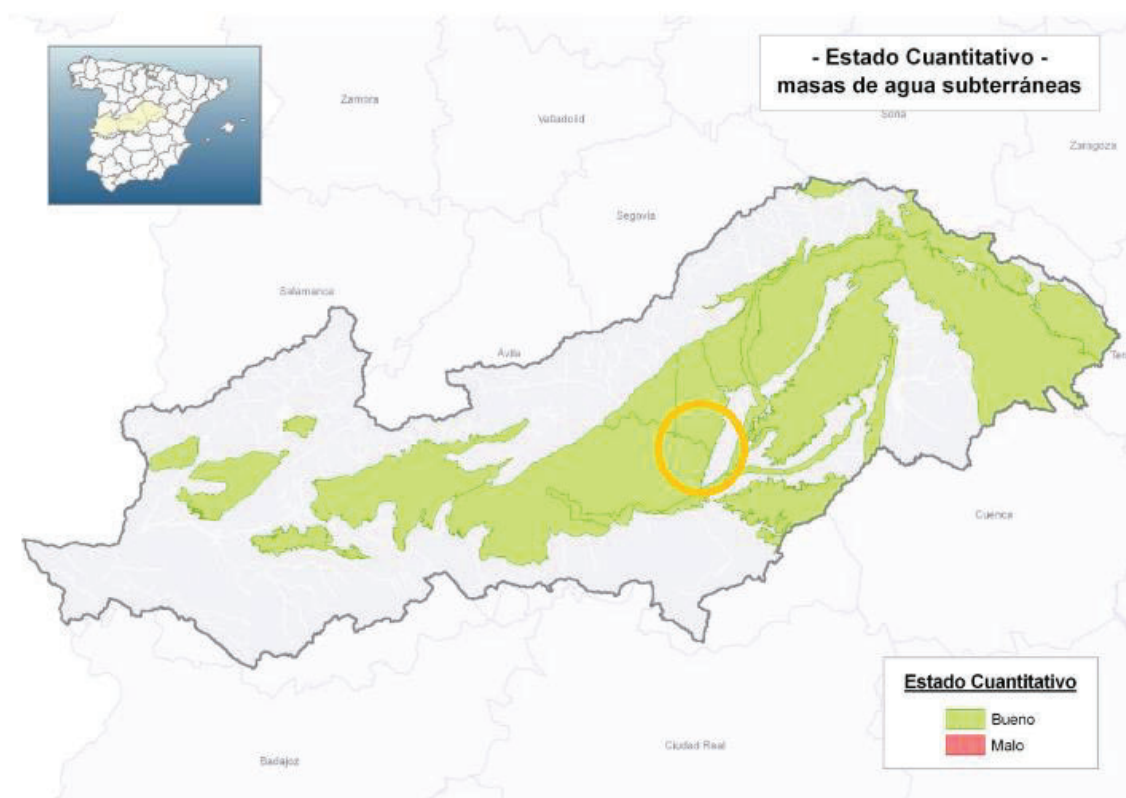 - Estado Cuantitativo -
masas de agua subterráneas
Zamora
Valladolid
Soria
Zaragoza
Segovia
Salamanca
Ávila
Ter
Cuenca
Estado Cuantitativo
Bueno
Malo
Ciudad Real
Badajoz